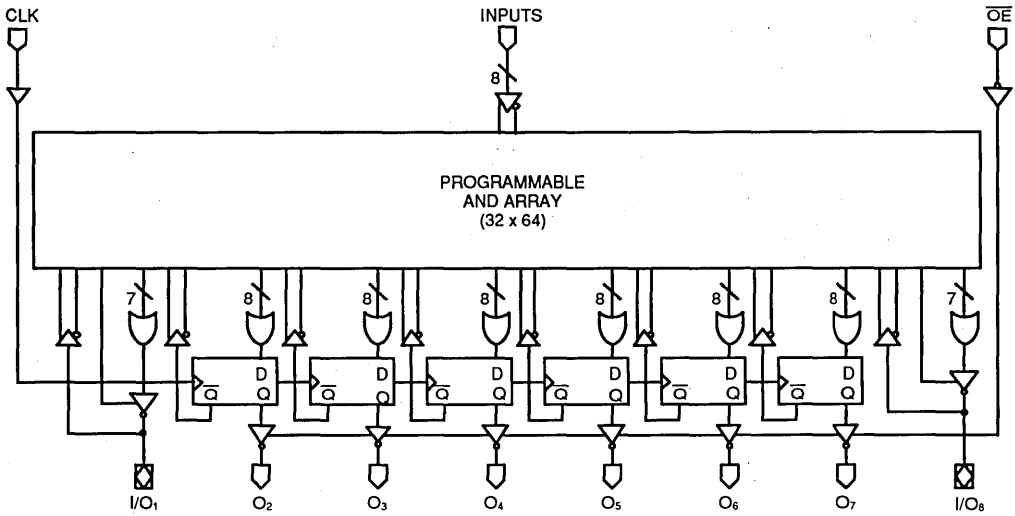 CLK INPUTS O̅E̅
8
PROGRAMMABLE
AND ARRAY
(32 x 64)
7 8 8 8 8 8 8 7
D D D D D D
Q̅ Q Q̅ Q Q̅ Q Q̅ Q Q̅ Q Q̅ Q
I/O₁ O₂ O₃ O₄ O₅ O₆ O₇ I/O₈